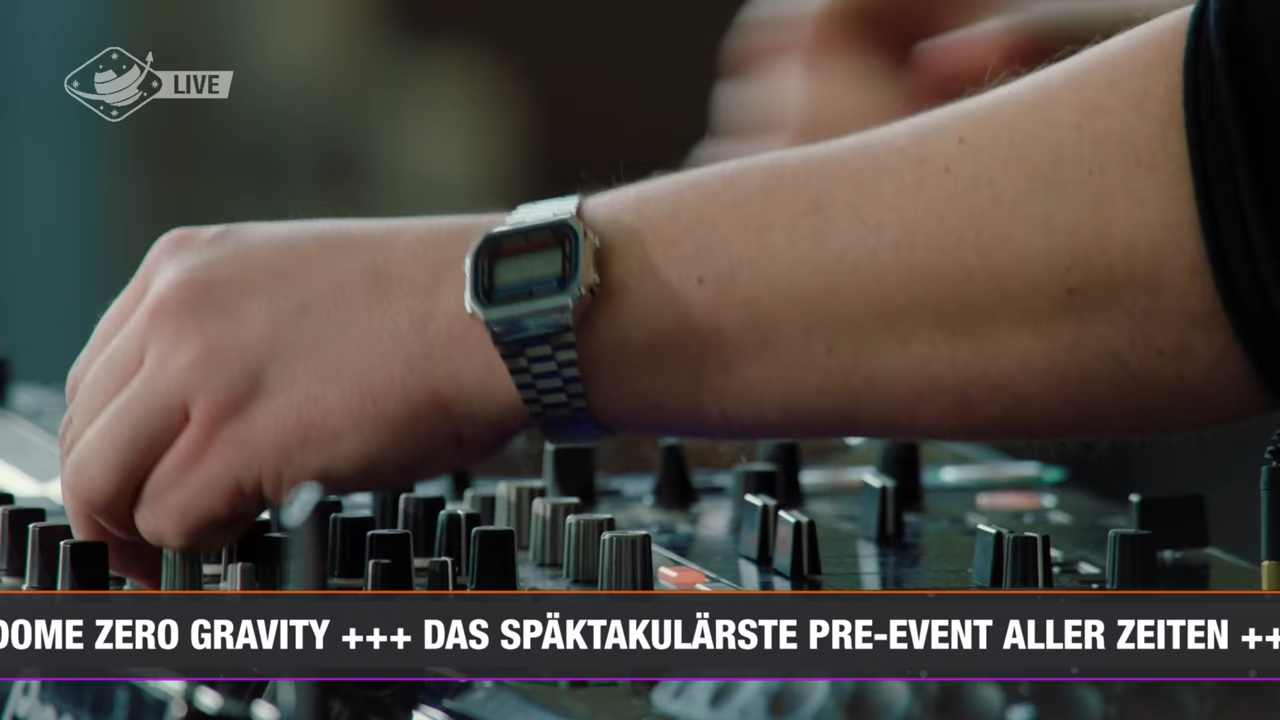 LIVE
DOME ZERO GRAVITY +++ DAS SPÄKTAKULÄRSTE PRE-EVENT ALLER ZEITEN ++